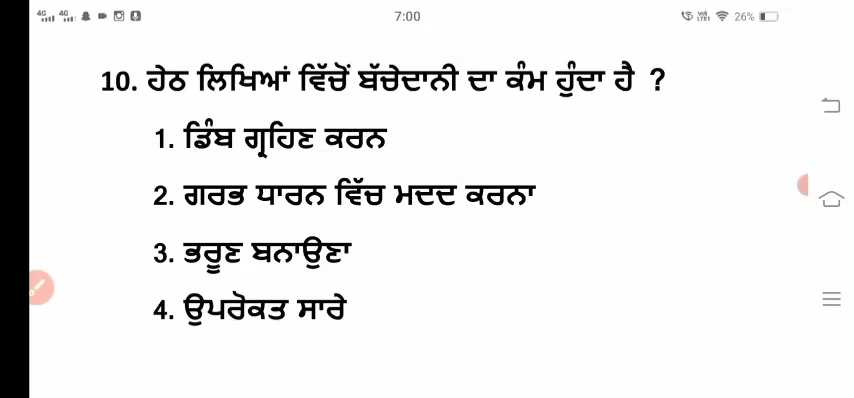 7:00
26%
10. ਹੇਠ ਲਿਖਿਆਂ ਵਿੱਚੋਂ ਬੱਚੇਦਾਨੀ ਦਾ ਕੰਮ ਹੁੰਦਾ ਹੈ ?
1. ਡਿੰਬ ਗ੍ਰਹਿਣ ਕਰਨ
2. ਗਰਭ ਧਾਰਨ ਵਿੱਚ ਮਦਦ ਕਰਨਾ
3. ਭਰੂਣ ਬਨਾਉਣਾ
4. ਉਪਰੋਕਤ ਸਾਰੇ